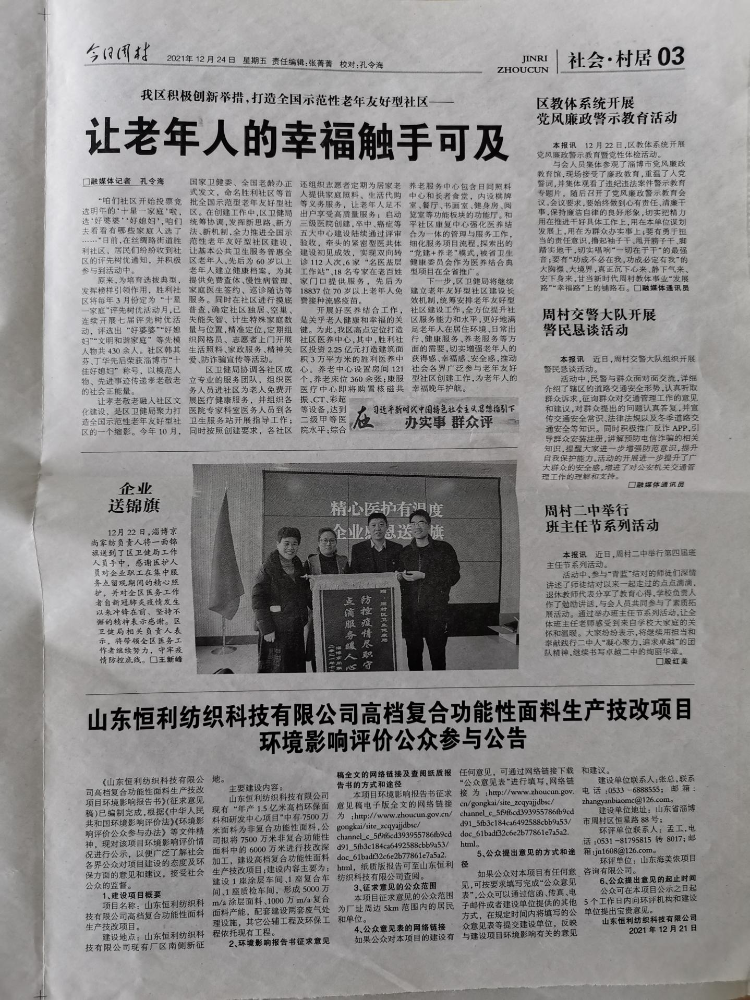 今日周村
2021年12月24日 星期五 责任编辑:张菁菁 校对:孔令海
JINRI
ZHOUCUN
社会·村居 03
我区积极创新举措,打造全国示范性老年友好型社区——
让老年人的幸福触手可及
□融媒体记者 孔令海
“咱们社区开始投票竞
选明年的‘十星一家庭’啦,
选‘好婆婆’‘好媳妇’,咱们
去看看有哪些家庭入选了
……”日前,在丝绸路街道胜
利社区,居民们纷纷收到社
区的评先树优通知,并积极
参与到活动中。
原来,为培育选拔典型,
发挥榜样引领作用,胜利社
区将每年3月份定为“十星
一家庭”评先树优活动月,已
连续开展七届评先树优活
动,评选出“好婆婆”“好媳
妇”“文明和谐家庭”等先模
人物共430余人。社区韩其
芬、丁华先后荣获淄博市“十
佳好媳妇”称号,以模范人
物、先进事迹传递孝老敬老
的社会正能量。
让孝老敬老融入社区文
化建设,是区卫健局聚力打
造全国示范性老年友好型社
区的一个缩影。今年10月,
国家卫健委、全国老龄办正
式发文,命名胜利社区等首
批全国示范型老年友好型社
区。在创建工作中,区卫健局
统筹协调,发挥新思路、新方
法、新机制,全力推进全国示
范性老年友好型社区建设,
让基本公共卫生服务普惠全
区老年人,先后为60岁以上
老年人建立健康档案,为其
提供免费查体、慢性病管理、
家庭医生签约、巡诊随访等
服务。同时在社区进行摸底
普查,确定社区独居、空巢、
失能失智、计生特殊家庭数
量与位置,精准定位,定期组
织网格员、志愿者上门开展
生活照料、家政服务、精神关
爱、防诈骗宣传等活动。
区卫健局协调各社区成
立专业的服务团队,组织医
务人员进社区为老人免费开
展医疗健康服务,并组织各
医院专家科室医务人员到各
卫生服务站开展指导工作;
同时按照创建要求,各社区
还组织志愿者定期为居家老
人提供家庭照料、生活代购
等义务服务,让老年人足不
出户享受高质量服务;启动
三级医院创建,卒中、癌症等
五大中心建设陆续通过评审
验收,牵头的紧密型医共体
建设初见成效,实现双向转
诊112人次,6家“名医基层
工作站”、18名专家在老百姓
家门口提供服务,先后为
18837位70岁以上老年人免
费接种流感疫苗。
开展好医养结合工作,
是关乎老人健康和幸福的关
键。为此,我区高点定位打造
社区医养中心,其中,胜利社
区投资2.25亿元打造建筑面
积3万平方米的胜利医养中
心。养老中心设置房间121
个,养老床位360余张;康服
医疗中心即将购置核磁共
振、CT、彩超
等设备,达到
二级甲等医
院水平;综合
养老服务中心包含日间照料
中心和长者食堂,内设棋牌
室、餐厅、书画室、健身房、阅
览室等功能板块的功能厅。和
平社区康复中心强化医养结
合为一体的管理与服务工作,
细化服务项目流程,探索出的
“党建+养老”模式,被省卫生
健康委员会作为医养结合典
型项目在全省推广。
下一步,区卫健局将继续
建立老年友好型社区建设长
效机制,统筹安排老年友好型
社区建设工作,全方位提升社
区服务能力和水平,更好地满
足老年人在居住环境、日常出
行、健康服务、养老服务等方
面的需要,切实增强老年人的
获得感、幸福感、安全感,推动
社会各界广泛参与老年友好
型社区创建工作,为老年人的
幸福晚年护航。
在 习近平新时代中国特色社会主义思想指引下
办实事 群众评
区教体系统开展
党风廉政警示教育活动
本报讯 12月22日,区教体系统开展
党风廉政警示教育暨党性体检活动。
与会人员集体参观了淄博市党风廉政
教育馆,现场接受了廉政教育,重温了入党
誓词,并集体观看了违纪违法案件警示教育
专题片,随后召开了党风廉政警示教育会
议。会议要求,要始终做到心有责任、清廉干
事,保持廉洁自律的良好形象,切实把精力
用在推进干好具体工作上,用在本单位谋划
发展上,用在为群众办实事上;要有勇于担
当的责任意识,撸起袖子干、甩开膀子干、脚
踏实地干,切实唱响“一切在于干”的最强
音;要有“功成不必在我,功成必定有我”的
大胸襟、大境界,真正沉下心来、静下气来、
安下身来,甘当新时代周村教体事业“发展
路”“幸福路”上的铺路石。□融媒体通讯员
周村交警大队开展
警民恳谈活动
本报讯 近日,周村交警大队组织开展
警民恳谈活动。
活动中,民警与群众面对面交流,详细
介绍了辖区的道路交通安全形势,认真听取
群众诉求,征询群众对交通管理工作的意见
和建议,对群众提出的问题认真答复,并宣
传交通安全常识、法律法规以及冬季道路交
通安全等知识。同时积极推广反诈APP,引
导群众安装注册,讲解预防电信诈骗的相关
知识,提醒大家进一步增强防范意识,提升
自我保护能力。活动的开展进一步提升了广
大群众的安全感,增进了对公安机关交通管
理工作的理解和支持。
□融媒体通讯员
周村二中举行
班主任节系列活动
本报讯 近日,周村二中举行第四届班
主任节系列活动。
活动中,参与“青蓝”结对的师徒们深情
讲述了师徒结对以来一起走过的点点滴滴,
退休教师代表分享了教育心得,学校负责人
作了勉励讲话,与会人员共同参与了素质拓
展活动。通过举办班主任节系列活动,让全
体班主任老师感受到来自学校大家庭的关
怀和温暖。大家纷纷表示,将继续用担当和
奉献践行二中人“凝心聚力,追求卓越”的团
队精神,继续书写卓越二中的绚丽华章。
□殷红美
企业
送锦旗
12月22日,淄博京
尚家纺负责人将一面锦
旗送到了区卫健局工作
人员手中,感谢医护人
员对企业职工在集中服
务点留观期间的精心照
护,并对全区医务工作
者自新冠肺炎疫情发生
以来冲锋在前、坚持不
懈的精神表示感谢。区
卫健局相关负责人表
示,将带领全区医务工
作者继续努力,守牢疫
情防控底线。□王新峰
精心医护有温度
企业感恩送锦旗
赠:周村区卫生健康局
防控疫情尽职守
点滴服务暖人心
淄博京尚家
二零二一年十二
山东恒利纺织科技有限公司高档复合功能性面料生产技改项目
环境影响评价公众参与公告
《山东恒利纺织科技有限公
司高档复合功能性面料生产技改
项目环境影响报告书》(征求意见
稿)已编制完成,根据《中华人民
共和国环境影响评价法》《环境影
响评价公众参与办法》等文件精
神,现对该项目环境影响评价情
况进行公示,以便广泛了解社会
各界公众对项目建设的态度及环
保方面的意见和建议,接受社会
公众的监督。
1、建设项目概要
项目名称:山东恒利纺织科
技有限公司高档复合功能性面料
生产技改项目。
建设地点:山东恒利纺织科
技有限公司现有厂区南侧新征
地。
主要建设内容:
山东恒利纺织科技有限公司
现有“年产1.5亿米高档环保面
料和研发中心项目”中有7500万
米面料为非复合功能性面料,公
司拟将7500万米非复合功能性
面料中的6000万米进行技改深
加工,建设高档复合功能性面料
生产技改项目;建设内容主要为:
建设1座涂层车间、1座复合车
间、1座质检车间,形成5000万
m/a涂层面料、1000万m/a复合
面料产能,配套建设两套废气处
理设施,其它公辅工程及环保工
程依托现有工程。
2、环境影响报告书征求意见
稿全文的网络链接及查阅纸质报
告书的方式和途径
本项目环境影响报告书征求
意见稿电子版全文的网络链接
为:http://www.zhoucun.gov.cn/
gongkai/site_zcqyajjdbsc/
channel_c_5f9f6cd393955786fb9cd
d91_5fb3c184ca6492588cbb9a53/
doc_61badf32c6e2b77861e7a5a2.
html,纸质版报告可至山东恒利
纺织科技有限公司查阅。
3、征求意见的公众范围
本项目征求意见的公众范围
为厂址周边5km范围内的居民
和单位。
4、公众意见表的网络链接
如果公众对本项目的建设有
任何意见,可通过网络链接下载
“公众意见表”进行填写,网络链
接为:http://www.zhoucun.gov.
cn/gongkai/site_zcqyajjdbsc/
channel_c_5f9f6cd393955786fb9cd
d91_5fb3c184ca6492588cbb9a53/
doc_61badf32c6e2b77861e7a5a2.
html。
5、公众提出意见的方式和途
径
如果公众对本项目有任何意
见,可按要求填写完成“公众意见
表”,公众可以通过信函、传真、电
子邮件或者建设单位提供的其他
方式,在规定时间内将填写的公
众意见表等提交建设单位,反映
与建设项目环境影响有关的意见
和建议。
建设单位联系人:张总,联系
电话:0533-6888555;邮箱:
zhangyanbiaomc@126.com。
建设单位地址:山东省淄博
市周村区恒星路88号;
环评单位联系人:孟工,电
话:0531-81795815转8017;邮
箱:jn1608@126.com。
环评单位:山东海美侬项目
咨询有限公司。
6、公众提出意见的起止时间
公众可在本项目公示之日起
5个工作日内向环评机构和建设
单位提出宝贵意见。
山东恒利纺织科技有限公司
2021年12月21日